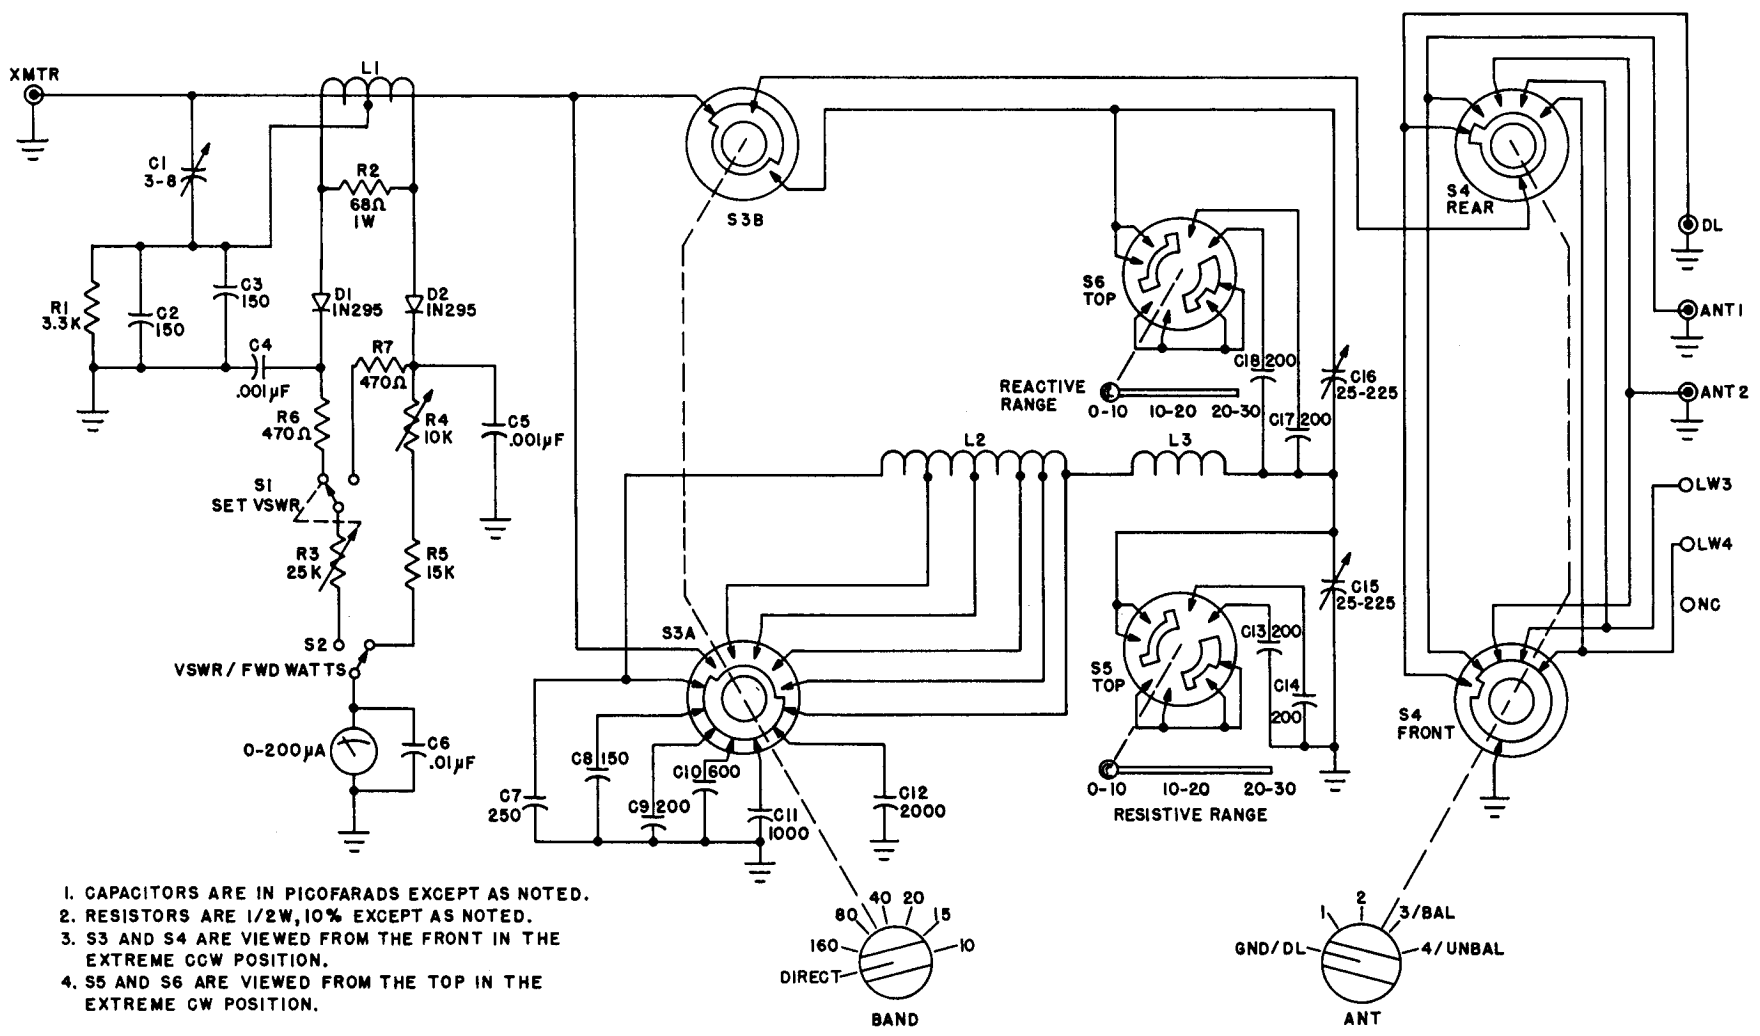 XMTR
L1
C1
3-8
R2
68Ω
1W
S3B
S4
REAR
DL
S6
TOP
R1
3.3K
C2
150
C3
150
D1
1N295
D2
1N295
ANT1
C4
.001µF
R7
470Ω
C18 200
C16
25-225
REACTIVE
RANGE
0-10 10-20 20-30
ANT2
R6
470Ω
R4
10K
C5
.001µF
C17 200
L2
L3
S1
SET VSWR
LW3
LW4
R3
25K
R5
15K
C15
25-225
NC
S3A
C13 200
S2
VSWR/FWD WATTS
S5
TOP
C14
200
S4
FRONT
0-200µA
C6
.01µF
C8 150
C10 600
C7
250
C9 200
C11
1000
C12
2000
0-10 10-20 20-30
RESISTIVE RANGE
1. CAPACITORS ARE IN PICOFARADS EXCEPT AS NOTED.
2. RESISTORS ARE 1/2W, 10% EXCEPT AS NOTED.
3. S3 AND S4 ARE VIEWED FROM THE FRONT IN THE
EXTREME CCW POSITION.
4. S5 AND S6 ARE VIEWED FROM THE TOP IN THE
EXTREME CW POSITION.
DIRECT
160
80
40
20
15
10
BAND
GND/DL
1
2
3/BAL
4/UNBAL
ANT